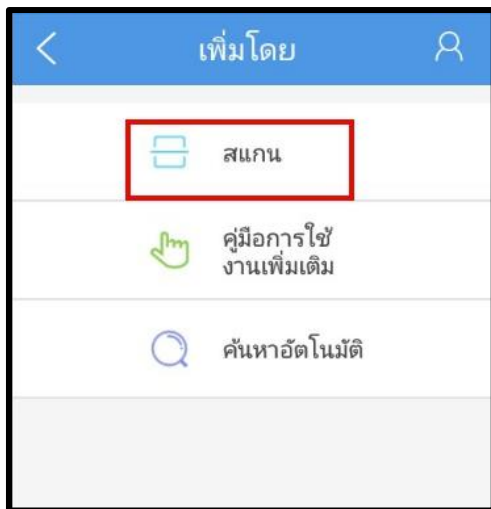 เพิ่มโดย
สแกน
คู่มือการใช้
งานเพิ่มเติม
ค้นหาอัตโนมัติ